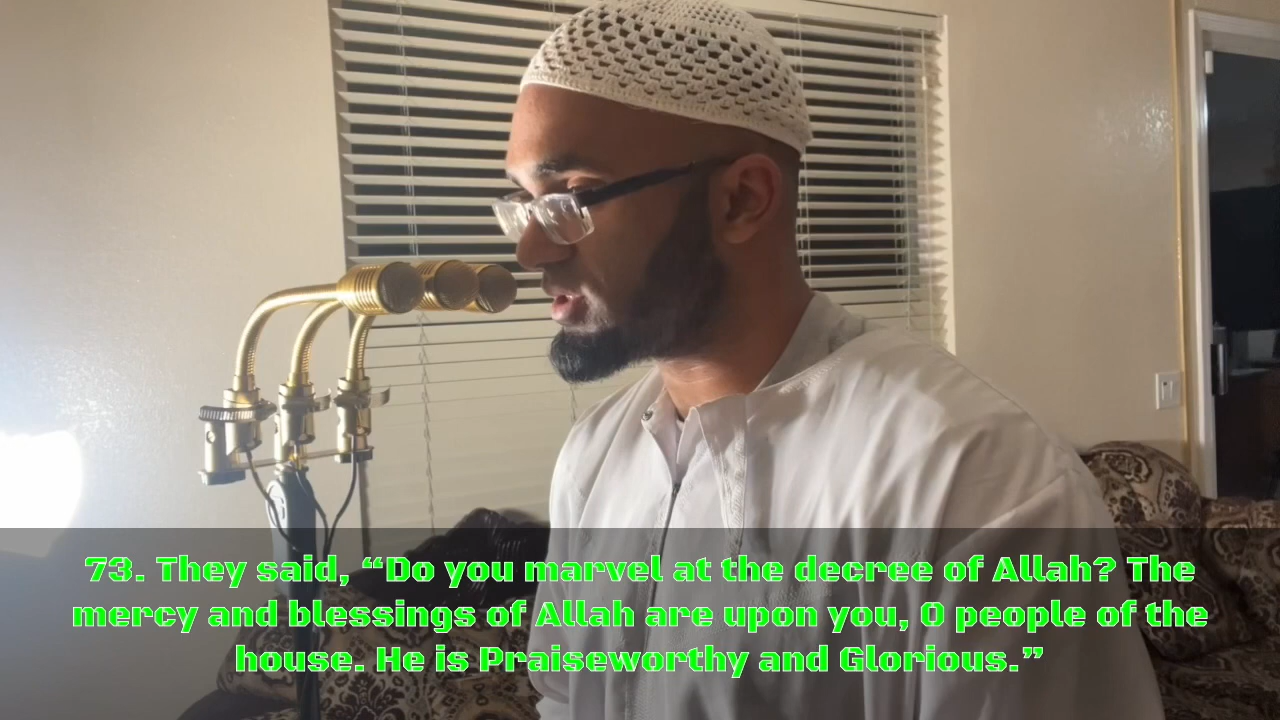 73. They said, “Do you marvel at the decree of Allah? The
mercy and blessings of Allah are upon you, O people of the
house. He is Praiseworthy and Glorious.”